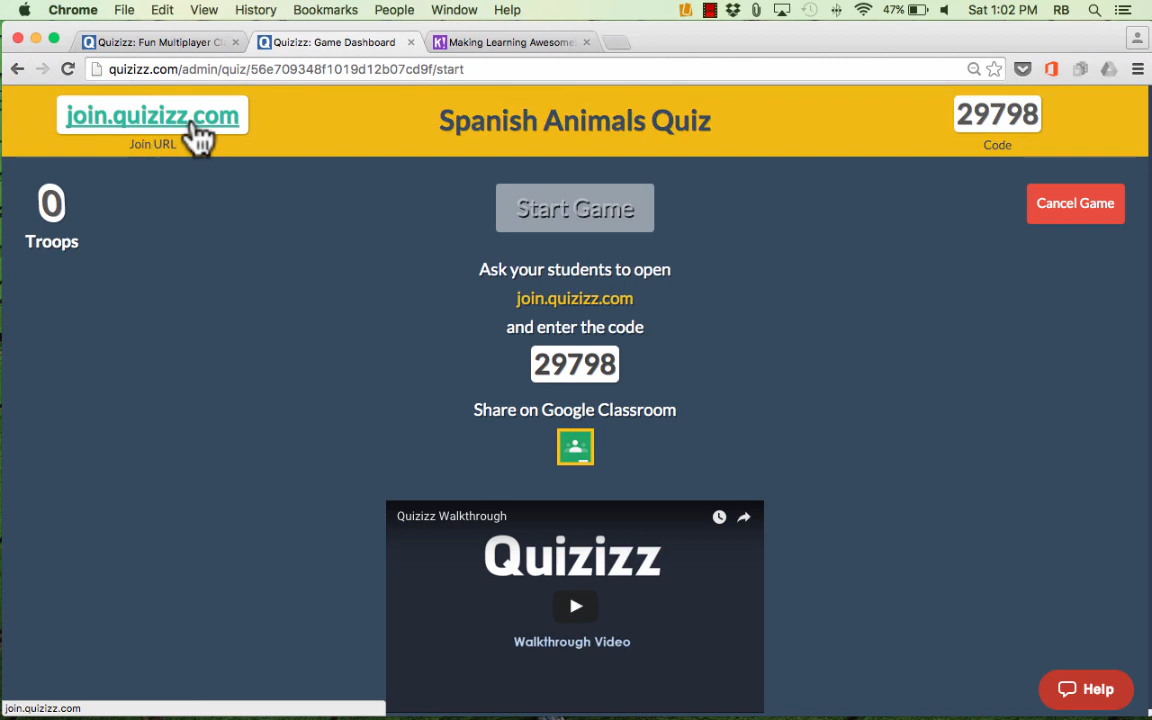 Chrome File Edit View History Bookmarks People Window Help 47% Sat 1:02 PM RB
Quizizz: Fun Multiplayer Cl
Quizizz: Game Dashboard
K! Making Learning Awesome
quizizz.com/admin/quiz/56e709348f1019d12b07cd9f/start
join.quizizz.com
Join URL
Spanish Animals Quiz
29798
Code
0
Troops
Start Game
Cancel Game
Ask your students to open
join.quizizz.com
and enter the code
29798
Share on Google Classroom
Quizizz Walkthrough
Quizizz
Walkthrough Video
Help
join.quizizz.com